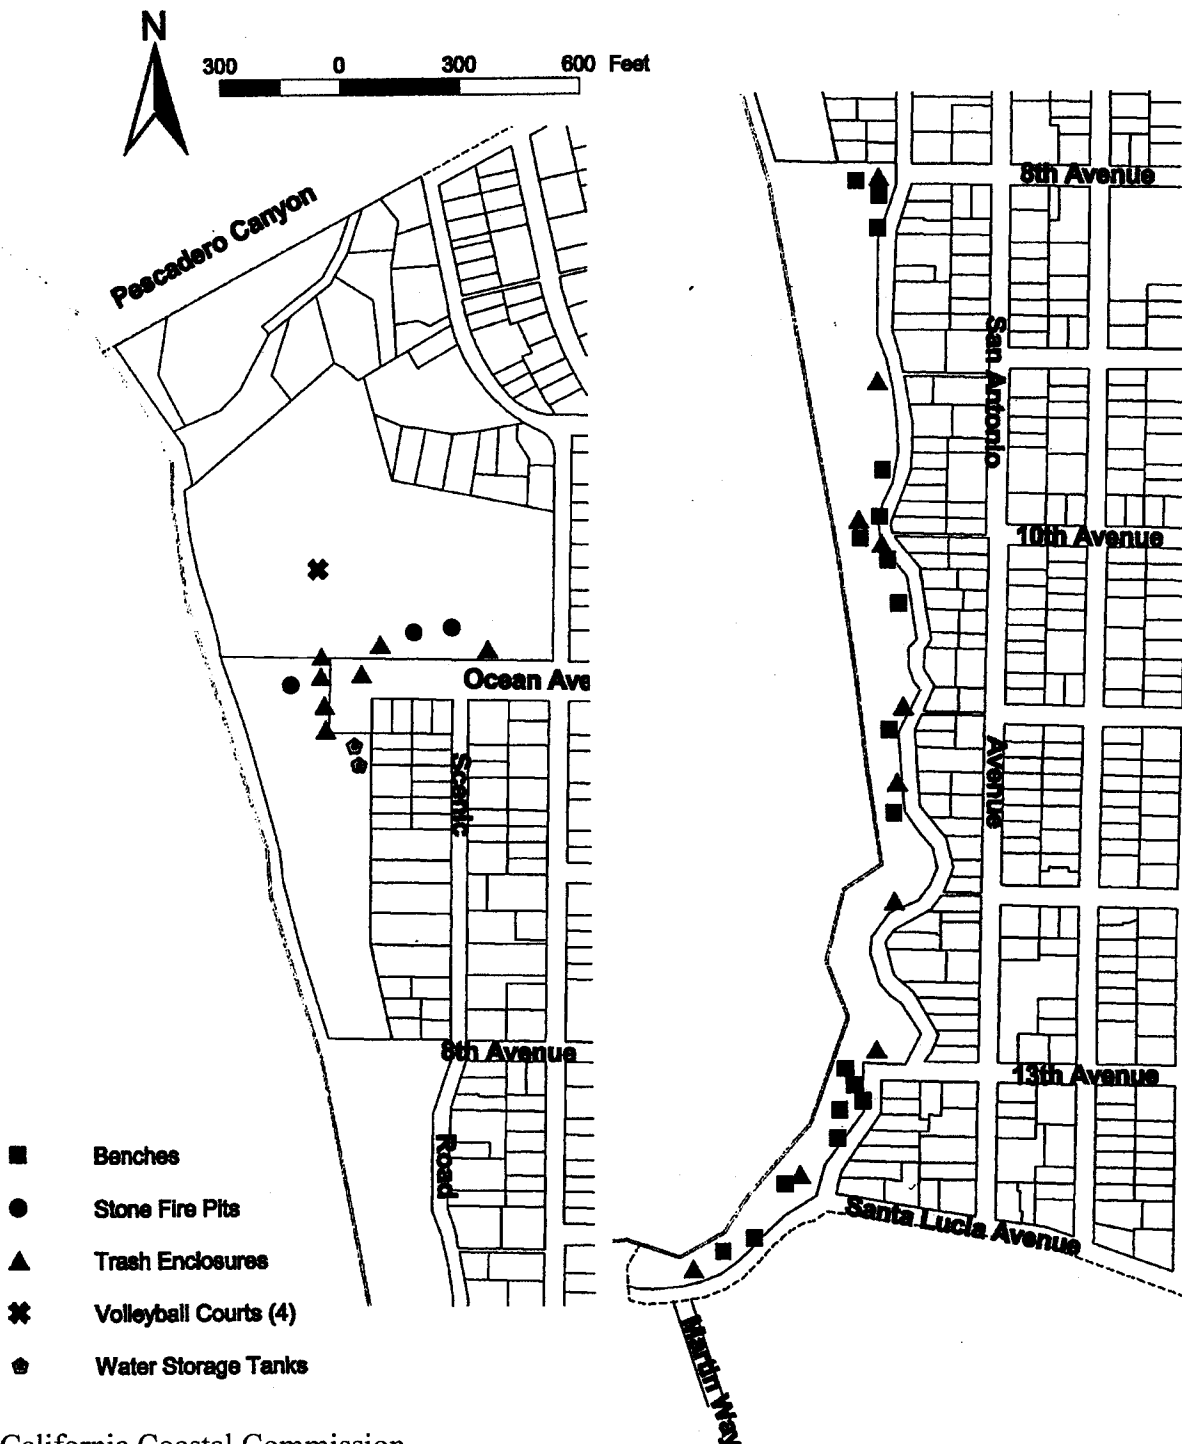 N
300 0 300 600 Feet
Pescadero Canyon
Ocean Ave
Scenic
8th Avenue
Road
8th Avenue
San Antonio
10th Avenue
Avenue
13th Avenue
Santa Lucia Avenue
Martin Way
Benches
Stone Fire Pits
Trash Enclosures
Volleyball Courts (4)
Water Storage Tanks
California Coastal Commission